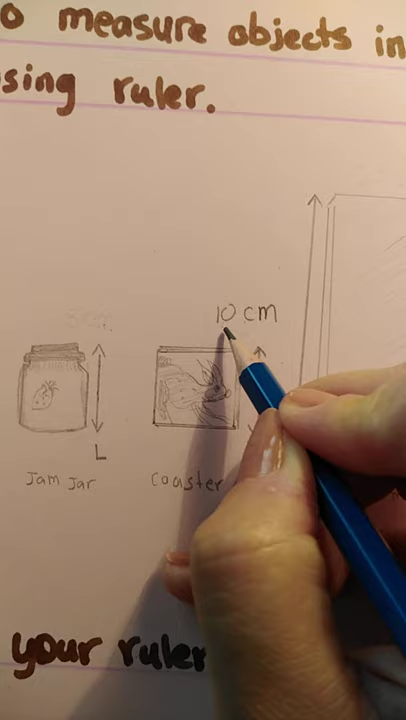 o measure objects in
sing ruler.
10 cm
L
Jam Jar
coaster
your ruler